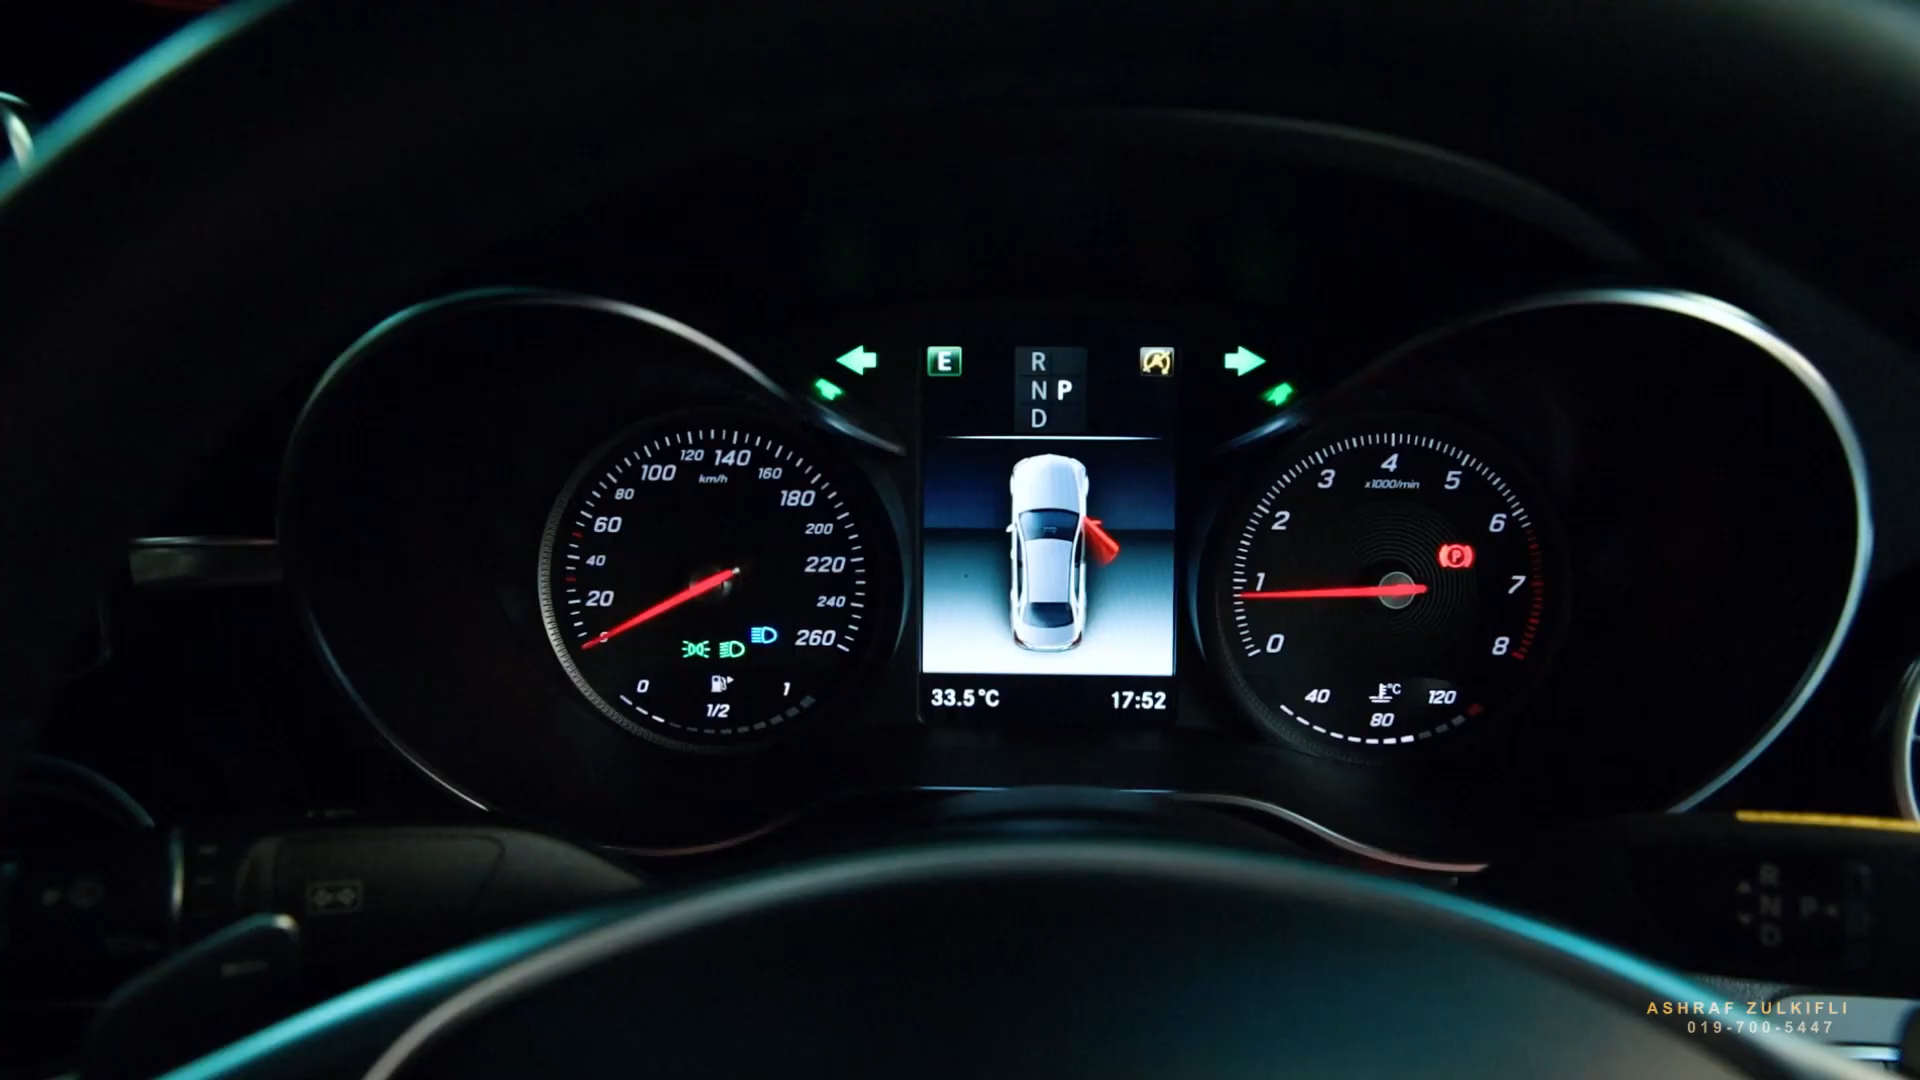 E
R
N P
D
0
20
40
60
80
100
120
140
160
180
200
220
240
260
km/h
0
1/2
1
33.5°C
17:52
0
1
2
3
4
5
6
7
8
x1000/min
P
40
80
120
°C
R
N
D
P
ASHRAF ZULKIFLI
019-700-5447